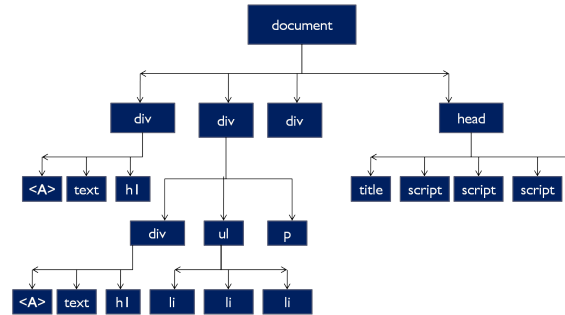 document
div
div
div
head
<A>
text
h1
title
script
script
script
div
ul
p
<A>
text
h1
li
li
li